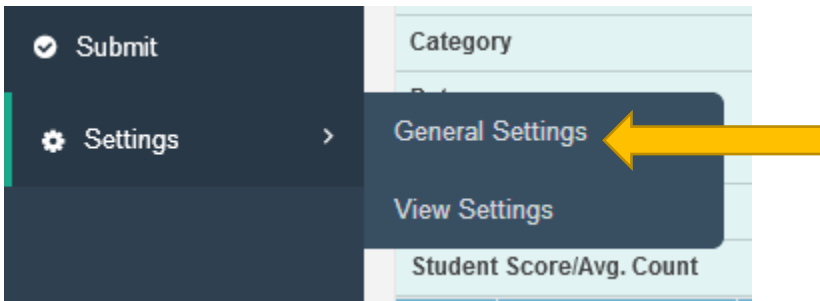 Submit
Category
Settings
General Settings
View Settings
Student Score/Avg. Count